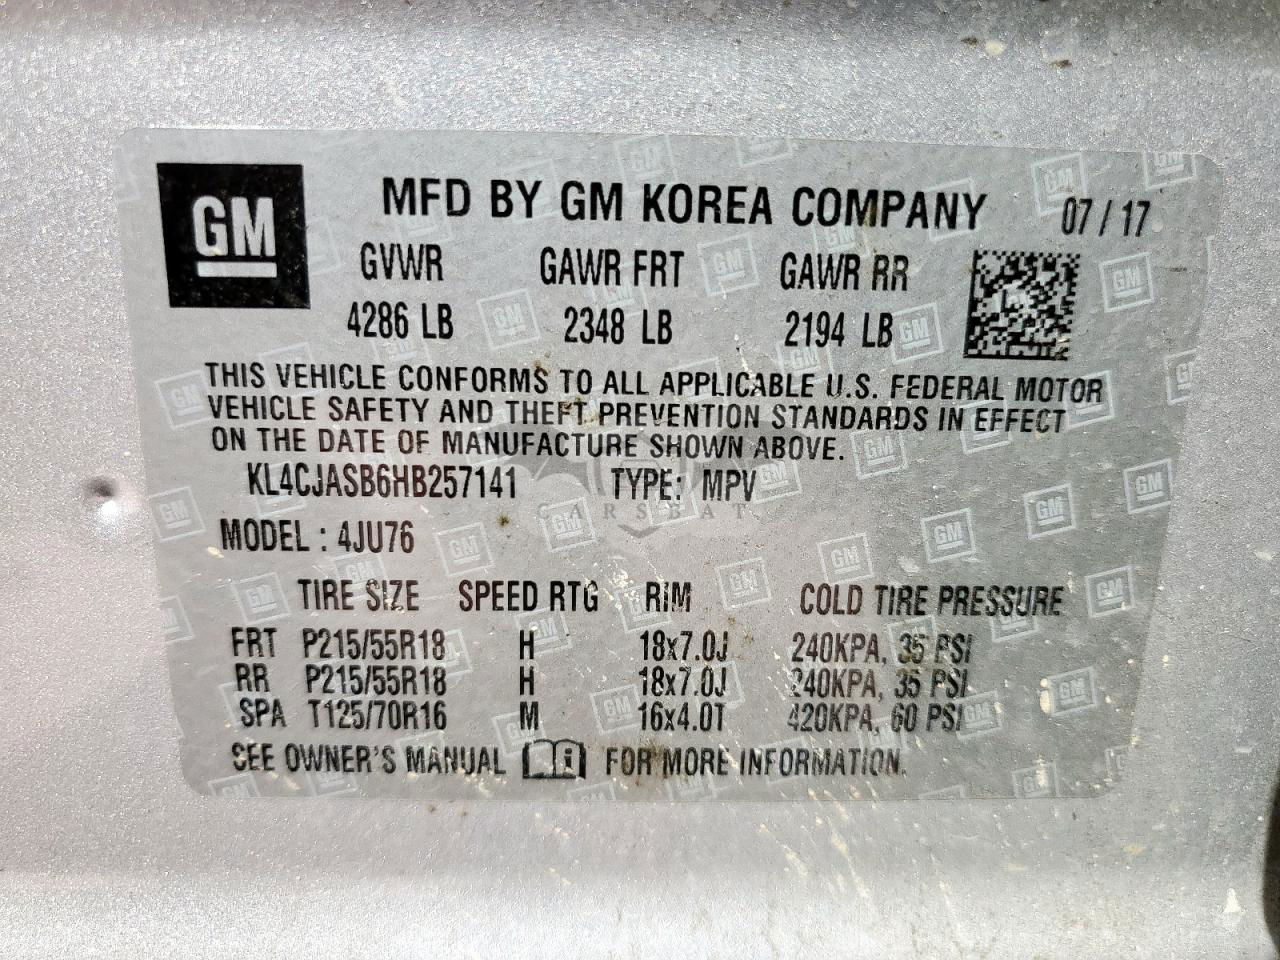 GM
MFD BY GM KOREA COMPANY 07 / 17
GVWR GAWR FRT GAWR RR
4286 LB 2348 LB 2194 LB
THIS VEHICLE CONFORMS TO ALL APPLICABLE U.S. FEDERAL MOTOR
VEHICLE SAFETY AND THEFT PREVENTION STANDARDS IN EFFECT
ON THE DATE OF MANUFACTURE SHOWN ABOVE.
KL4CJASB6HB257141 TYPE: MPV
CARSBAT
MODEL : 4JU76
TIRE SIZE SPEED RTG RIM COLD TIRE PRESSURE
FRT P215/55R18 H 18x7.0J 240KPA, 35 PSI
RR P215/55R18 H 18x7.0J 240KPA, 35 PSI
SPA T125/70R16 M 16x4.0T 420KPA, 60 PSI
SEE OWNER'S MANUAL FOR MORE INFORMATION.